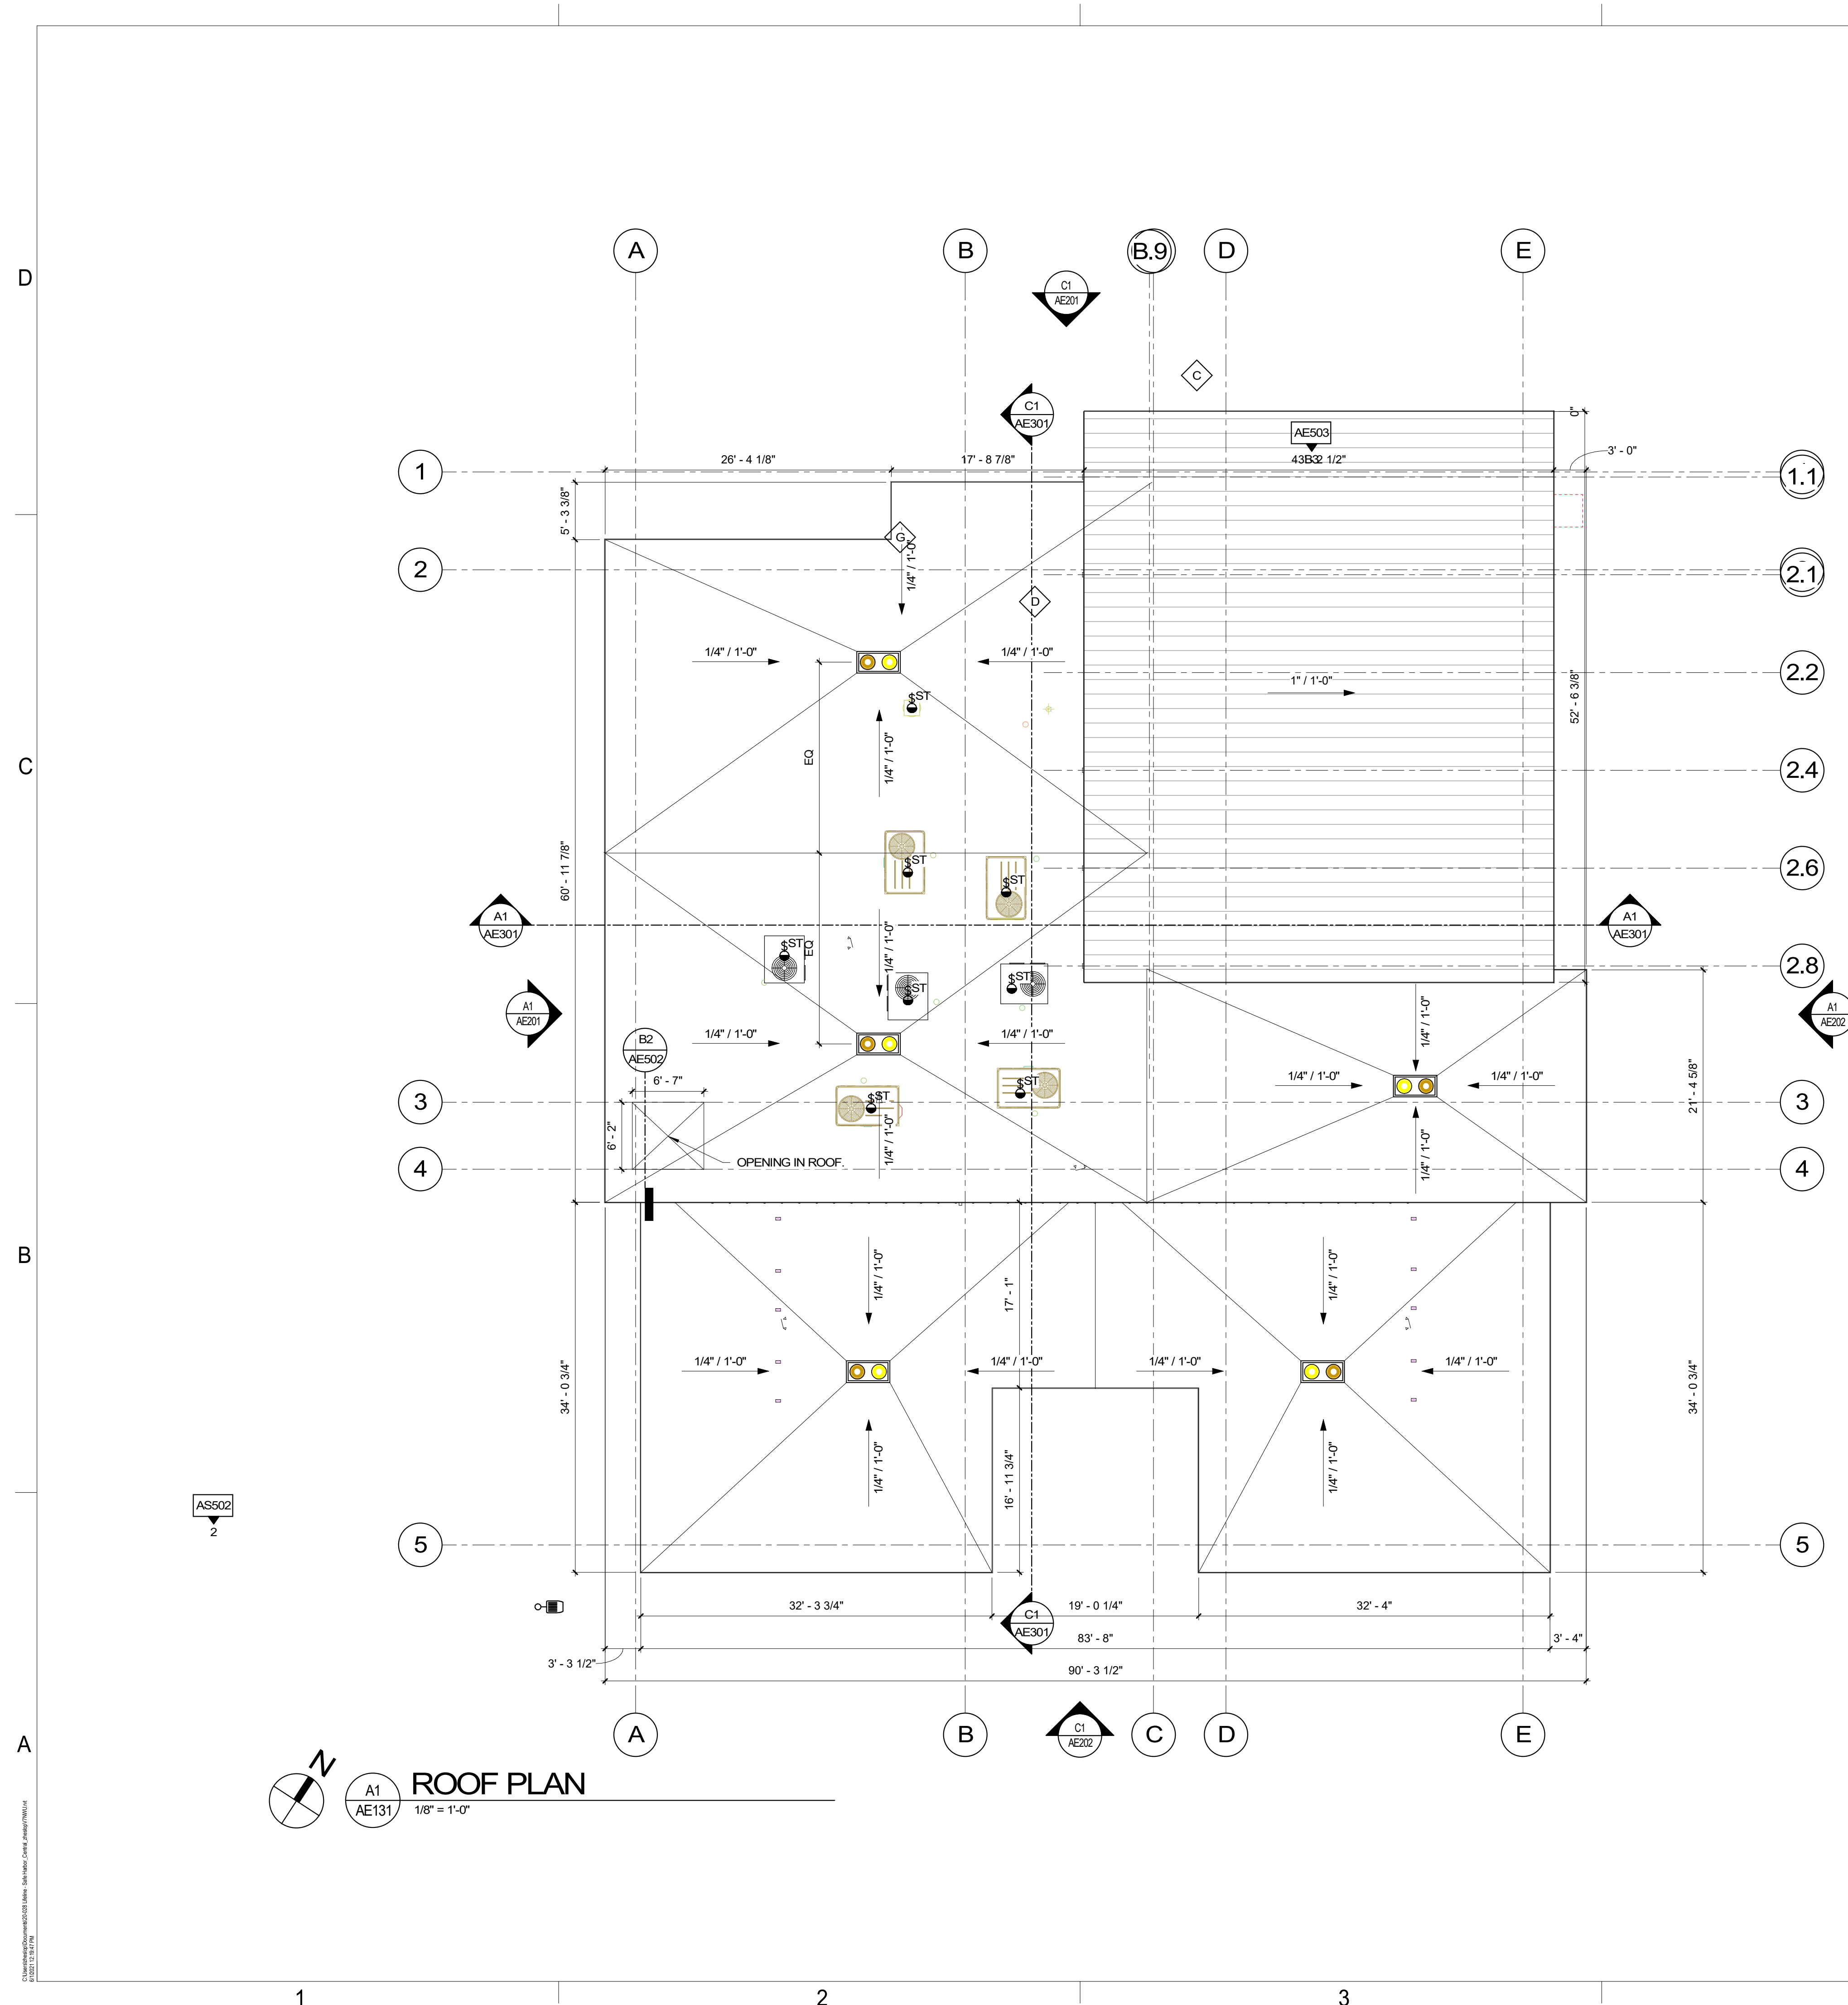 A
B
B.9
D
E
C1
AE201
C
C1
AE301
AE503
0"
26' - 4 1/8"
17' - 8 7/8"
3' - 0"
1
1.1
5' - 3 3/8"
G
1/4" / 1'-0"
2
2.1
D
1/4" / 1'-0"
1/4" / 1'-0"
2.2
1" / 1'-0"
52' - 6 3/8"
$ST
EQ
1/4" / 1'-0"
2.4
60' - 11 7/8"
$ST
$ST
2.6
A1
AE301
A1
AE301
$ST
EQ
1/4" / 1'-0"
$ST
$ST
2.8
A1
AE201
A1
AE202
B2
AE502
1/4" / 1'-0"
1/4" / 1'-0"
1/4" / 1'-0"
6' - 7"
$ST
$ST
1/4" / 1'-0"
1/4" / 1'-0"
21' - 4 5/8"
3
3
6' - 2"
1/4" / 1'-0"
1/4" / 1'-0"
OPENING IN ROOF.
4
4
1/4" / 1'-0"
17' - 1"
1/4" / 1'-0"
1/4" / 1'-0"
1/4" / 1'-0"
1/4" / 1'-0"
1/4" / 1'-0"
34' - 0 3/4"
34' - 0 3/4"
1/4" / 1'-0"
16' - 11 3/4"
1/4" / 1'-0"
AS502
2
5
5
32' - 3 3/4"
C1
AE301
19' - 0 1/4"
32' - 4"
83' - 8"
3' - 4"
3' - 3 1/2"
90' - 3 1/2"
A
B
C1
AE202
C
D
E
N
A1
AE131
ROOF PLAN
1/8" = 1'-0"
D
C
B
A
1
2
3
6/1/2021 12:19:47 PM